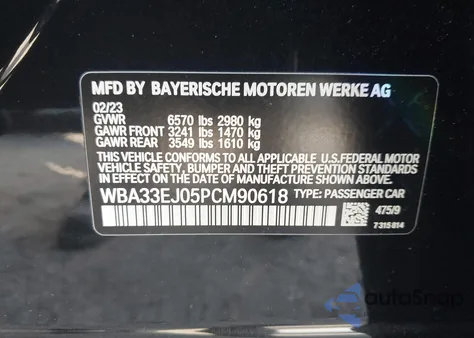 MFD BY BAYERISCHE MOTOREN WERKE AG
02/23
GVWR 6570 lbs 2980 kg
GAWR FRONT 3241 lbs 1470 kg
GAWR REAR 3549 lbs 1610 kg
THIS VEHICLE CONFORMS TO ALL APPLICABLE U.S.FEDERAL MOTOR
VEHICLE SAFETY, BUMPER AND THEFT PREVENTION STANDARDS IN
EFFECT ON THE DATE OF MANUFACTURE SHOWN ABOVE.
WBA33EJ05PCM90618 TYPE: PASSENGER CAR
475/9
7315814
autoSnap